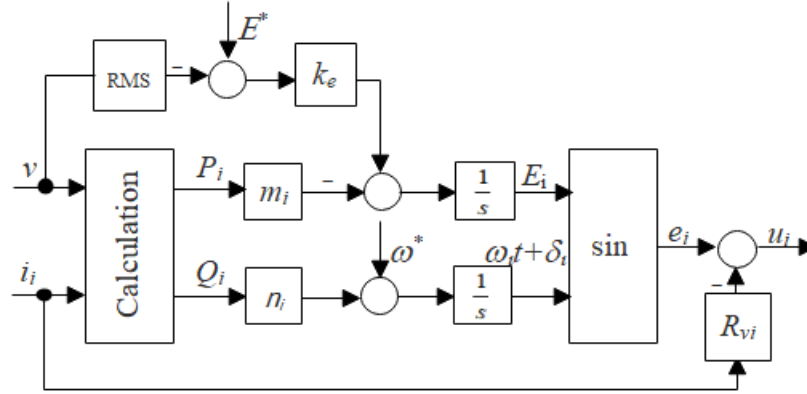 E*
RMS
−
k_e
v
P_i
m_i
−
1/s
E_i
Calculation
sin
e_i
u_i
ω*
ω_i t+δ_i
i_i
Q_i
n_i
1/s
−
R_vi